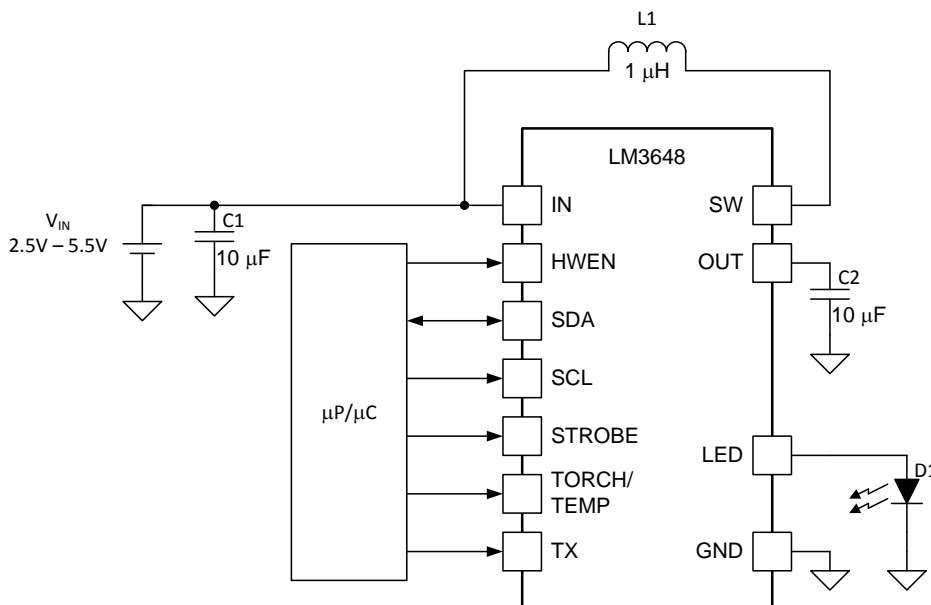 L1
1 μH
LM3648
IN
SW
V_IN
2.5V – 5.5V
C1
10 μF
HWEN
OUT
C2
10 μF
SDA
SCL
μP/μC
STROBE
LED
D1
TORCH/
TEMP
TX
GND